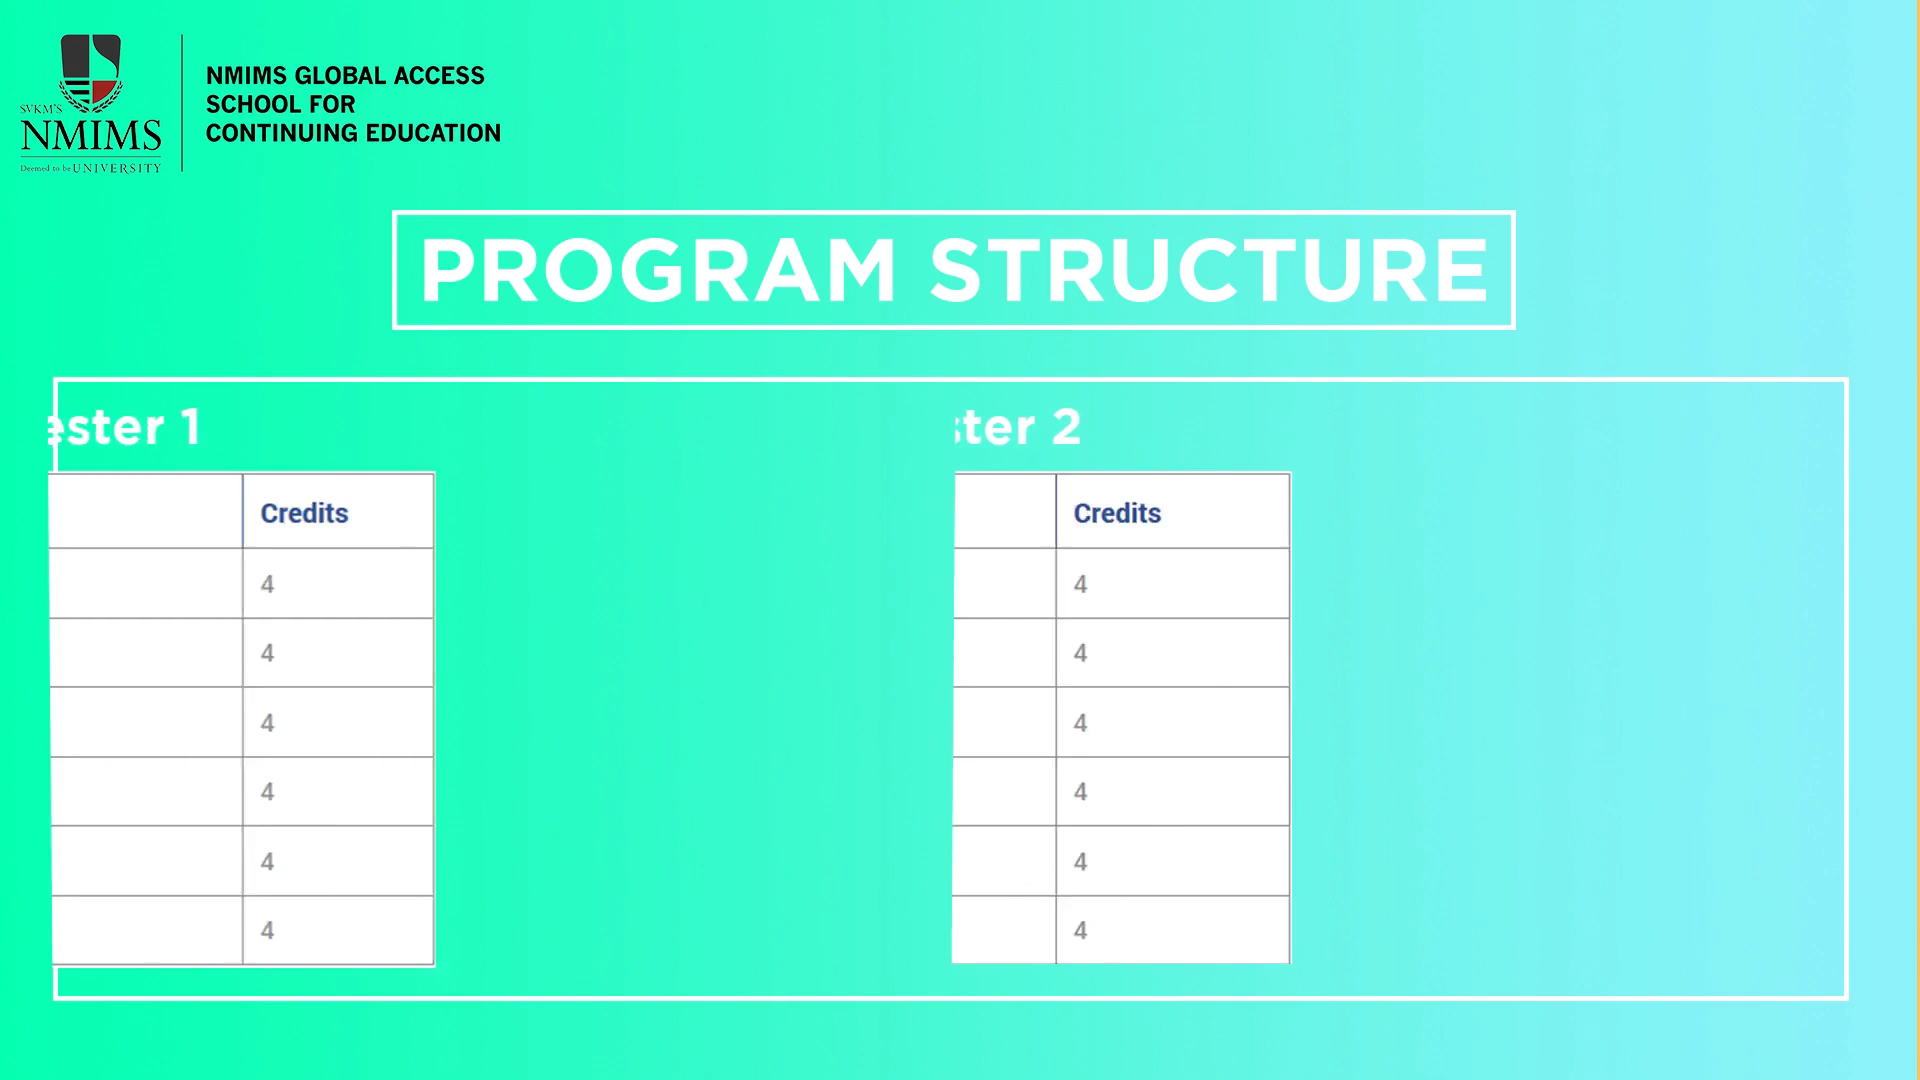 SVKM'S
NMIMS
Deemed to be UNIVERSITY
NMIMS GLOBAL ACCESS
SCHOOL FOR
CONTINUING EDUCATION
PROGRAM STRUCTURE
ester 1
Credits
4
4
4
4
4
4
ster 2
Credits
4
4
4
4
4
4